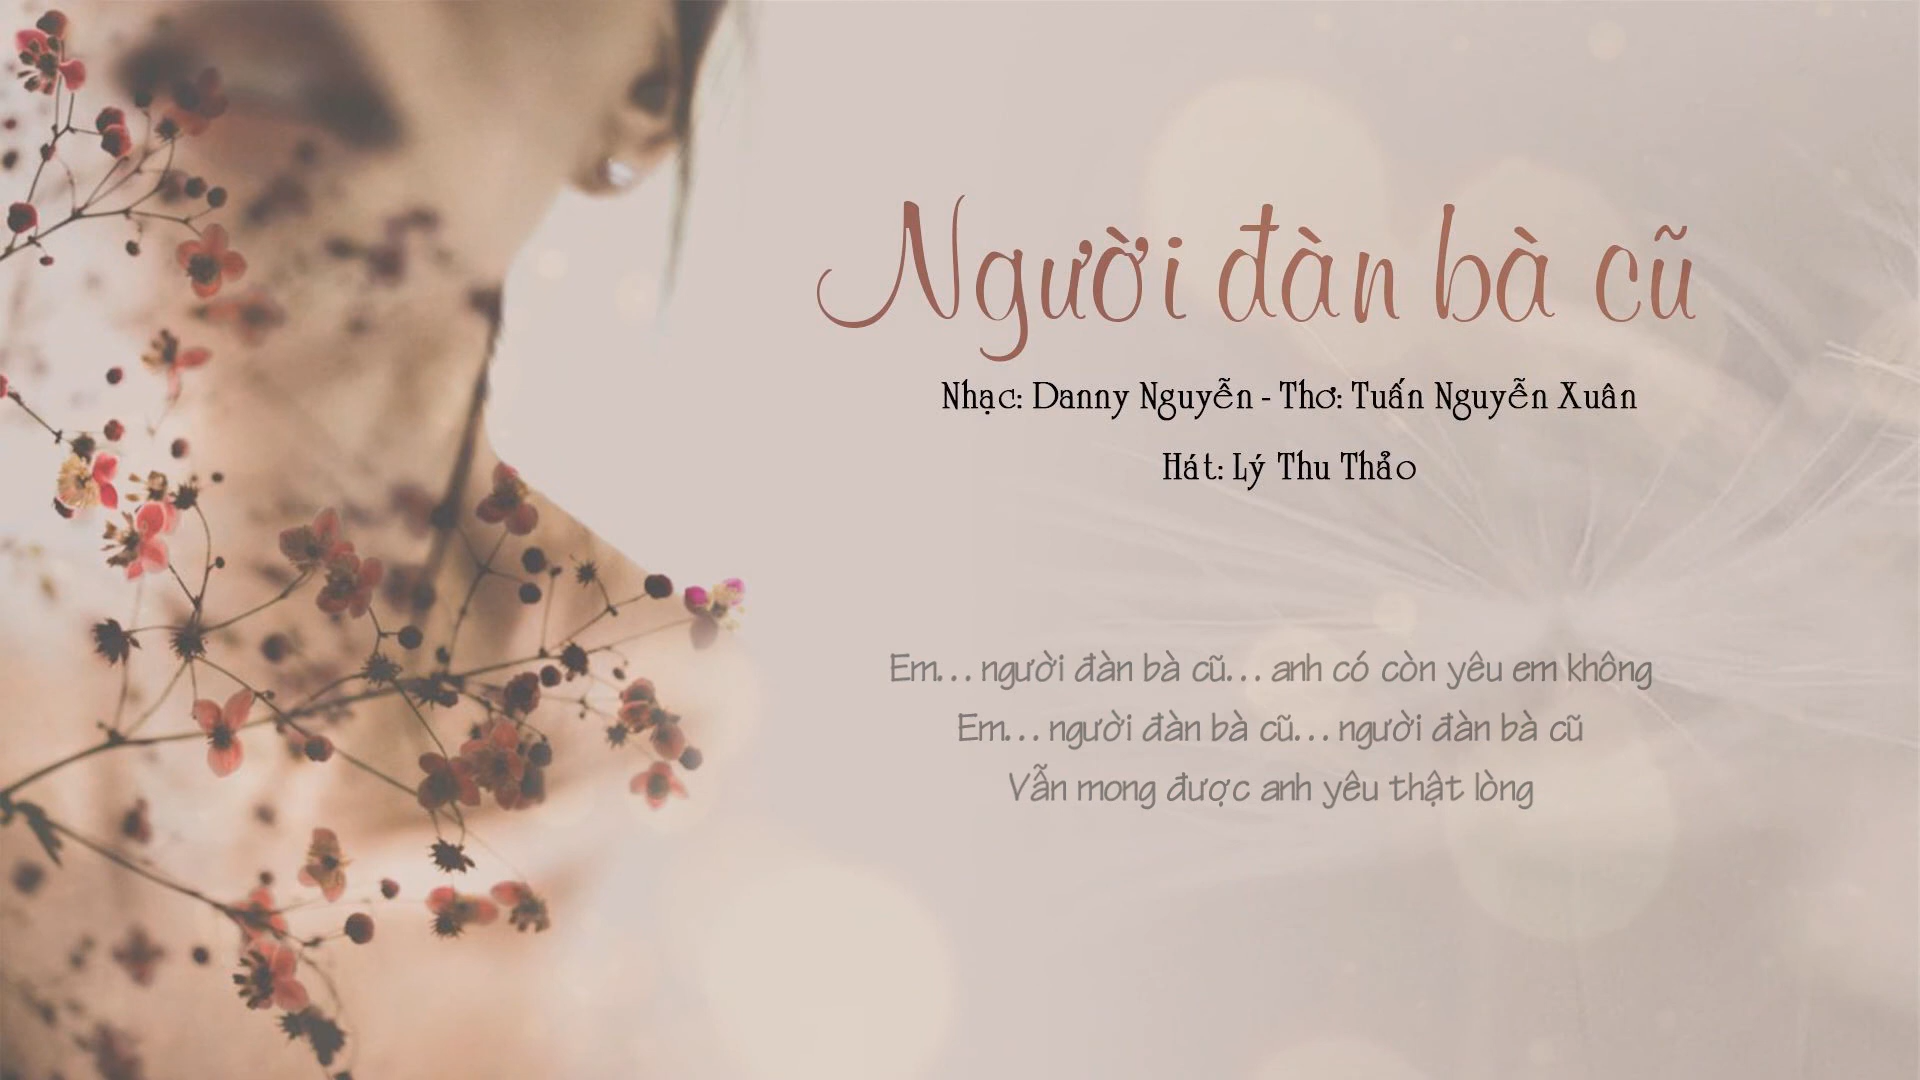 Người đàn bà cũ
Nhạc: Danny Nguyễn - Thơ: Tuấn Nguyễn Xuân
Hát: Lý Thu Thảo
Em... người đàn bà cũ... anh có còn yêu em không
Em... người đàn bà cũ... người đàn bà cũ
Vẫn mong được anh yêu thật lòng